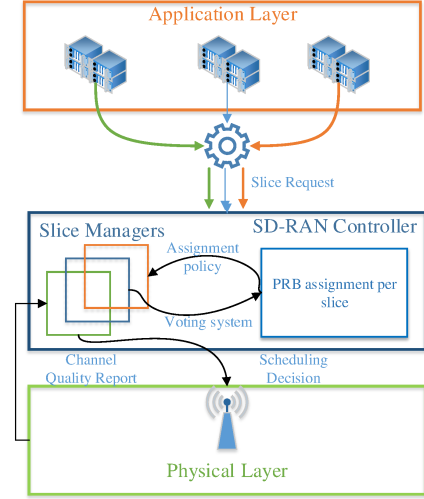 Application Layer
Slice Request
Slice Managers
SD-RAN Controller
Assignment
policy
PRB assignment per
slice
Voting system
Channel
Quality Report
Scheduling
Decision
Physical Layer